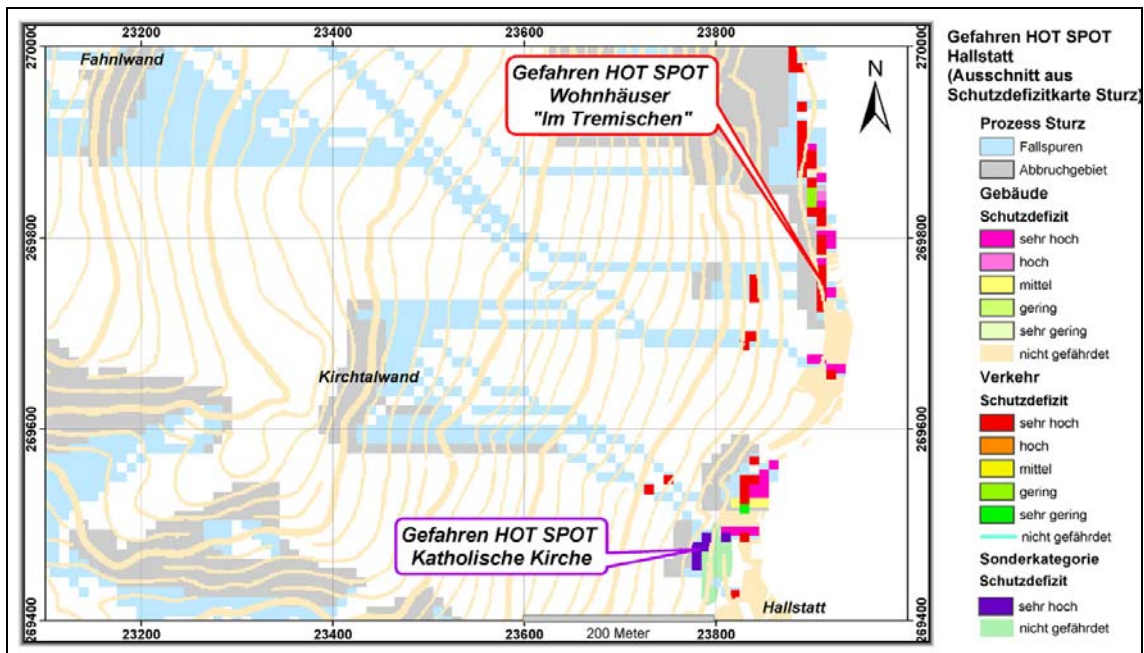 23200
23400
23600
23800
270000
270000
Fahnlwand
Gefahren HOT SPOT
Wohnhäuser
"Im Tremischen"
N
269800
269800
Kirchtalwand
269600
269600
Gefahren HOT SPOT
Katholische Kirche
Hallstatt
269400
269400
23200
23400
23600
200 Meter
23800
Gefahren HOT SPOT
Hallstatt
(Ausschnitt aus
Schutzdefizitkarte Sturz)
Prozess Sturz
Fallspuren
Abbruchgebiet
Gebäude
Schutzdefizit
sehr hoch
hoch
mittel
gering
sehr gering
nicht gefährdet
Verkehr
Schutzdefizit
sehr hoch
hoch
mittel
gering
sehr gering
nicht gefährdet
Sonderkategorie
Schutzdefizit
sehr hoch
nicht gefährdet